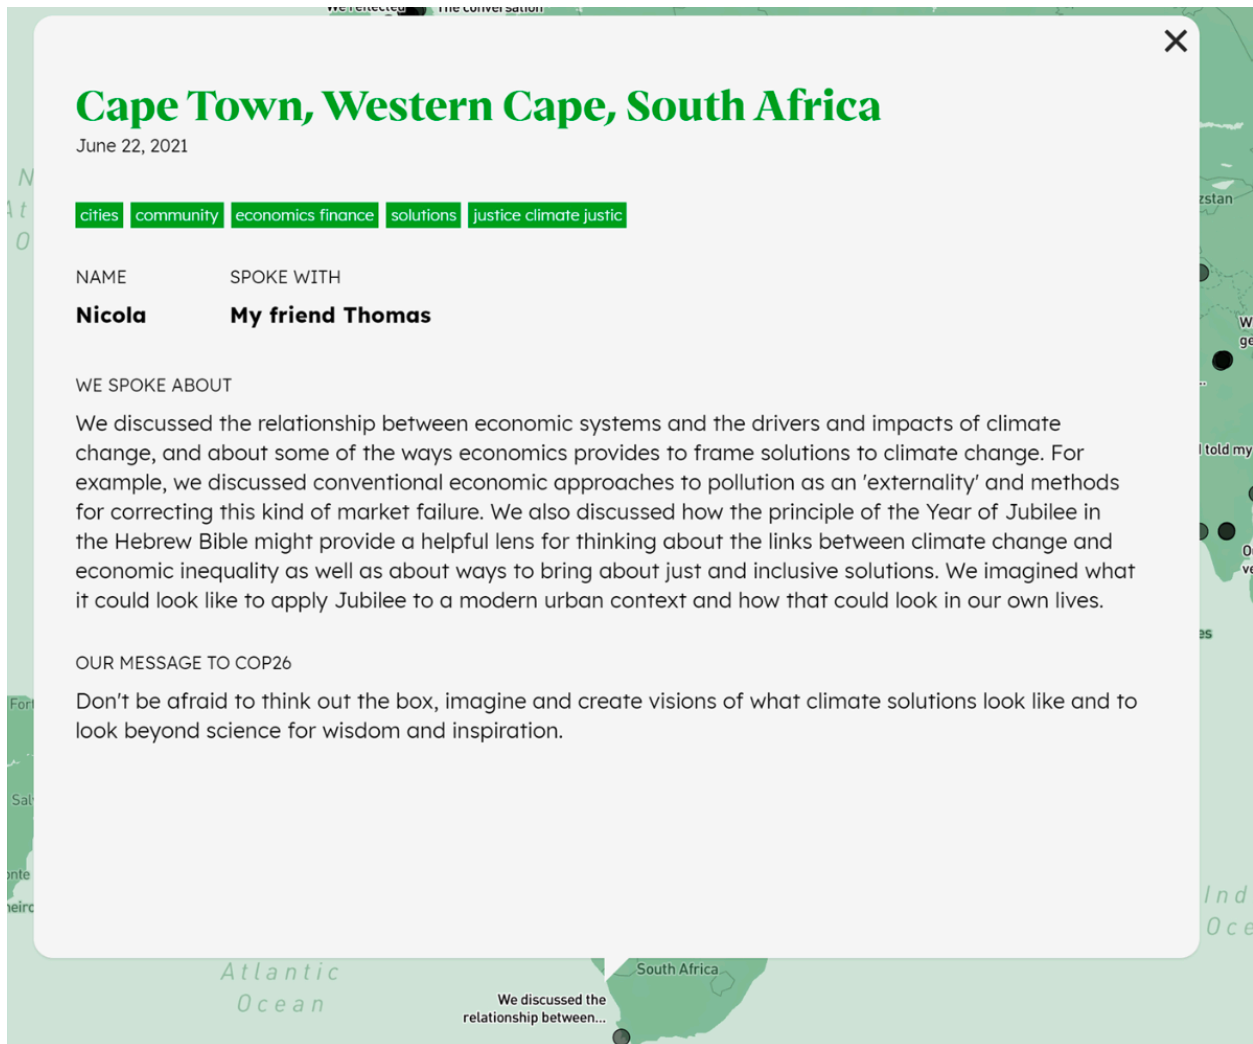 We reflected
The conversation
Cape Town, Western Cape, South Africa
June 22, 2021
cities community economics finance solutions justice climate justic
NAME SPOKE WITH
Nicola My friend Thomas
WE SPOKE ABOUT
We discussed the relationship between economic systems and the drivers and impacts of climate
change, and about some of the ways economics provides to frame solutions to climate change. For
example, we discussed conventional economic approaches to pollution as an 'externality' and methods
for correcting this kind of market failure. We also discussed how the principle of the Year of Jubilee in
the Hebrew Bible might provide a helpful lens for thinking about the links between climate change and
economic inequality as well as about ways to bring about just and inclusive solutions. We imagined what
it could look like to apply Jubilee to a modern urban context and how that could look in our own lives.
OUR MESSAGE TO COP26
Don't be afraid to think out the box, imagine and create visions of what climate solutions look like and to
look beyond science for wisdom and inspiration.
told my
Atlantic
Ocean
South Africa
We discussed the
relationship between...